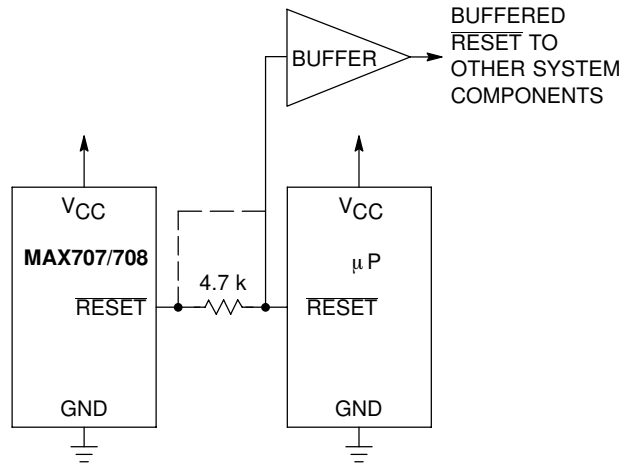 BUFFERED
RESET TO
OTHER SYSTEM
COMPONENTS
BUFFER
VCC
MAX707/708
RESET
GND
4.7 k
VCC
μP
RESET
GND